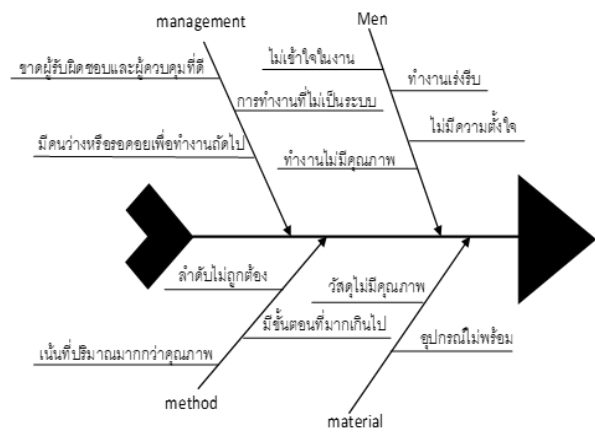 management
Men
ขาดผู้รับผิดชอบและผู้ควบคุมที่ดี
ไม่เข้าใจในงาน
ทำงานเร่งรีบ
การทำงานที่ไม่เป็นระบบ
ไม่มีความตั้งใจ
มีคนว่างหรือรอคอยเพื่อทำงานถัดไป
ทำงานไม่มีคุณภาพ
ลำดับไม่ถูกต้อง
วัสดุไม่มีคุณภาพ
มีขั้นตอนที่มากเกินไป
อุปกรณ์ไม่พร้อม
เน้นที่ปริมาณมากกว่าคุณภาพ
method
material